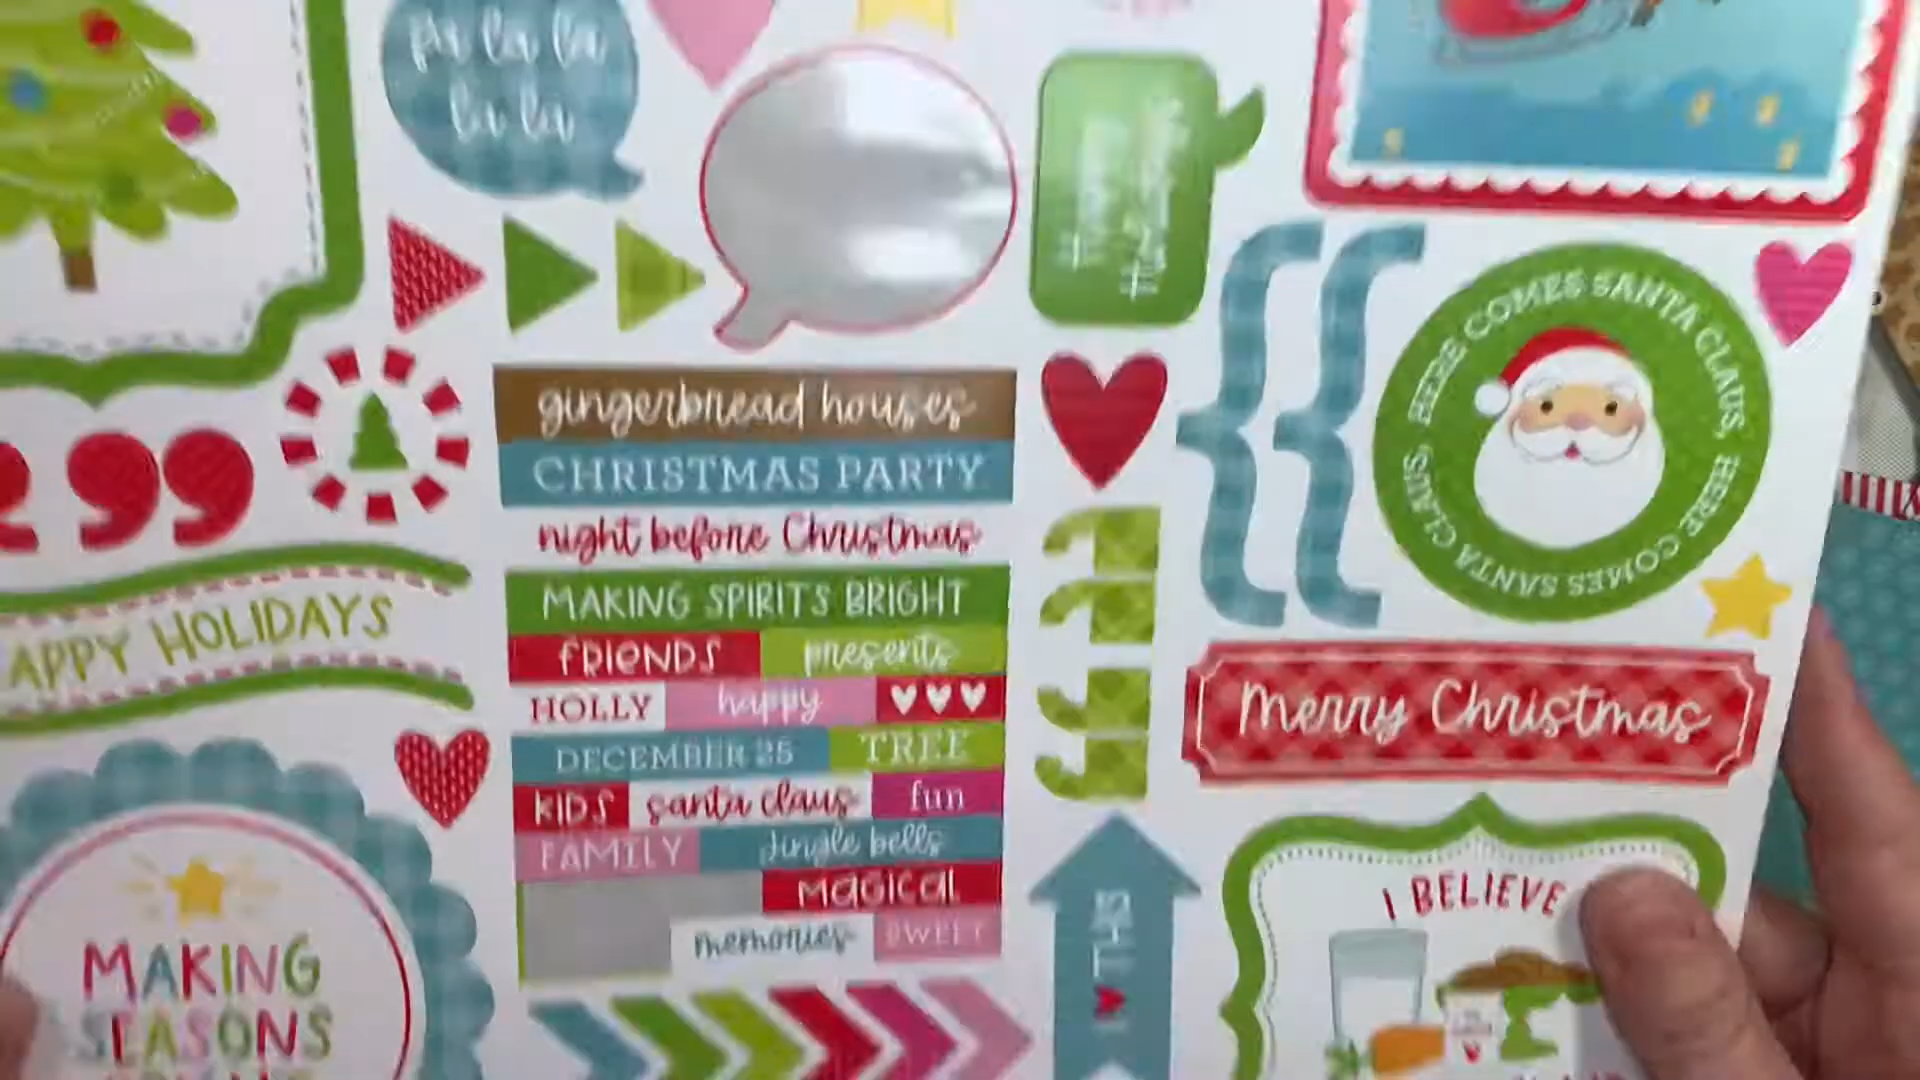 fa la la
la la
gingerbread houses
CHRISTMAS PARTY
night before Christmas
MAKING SPIRITS BRIGHT
FRIENDS
presents
HOLLY
happy
DECEMBER 25
TREE
KIDS
santa claus
fun
FAMILY
Jingle bells
MAGICAL
memories
SWEET
HERE COMES SANTA CLAUS, HERE COMES SANTA CLAUS,
APPY HOLIDAYS
Merry Christmas
MAKING
SEASONS
I BELIEVE
THIS